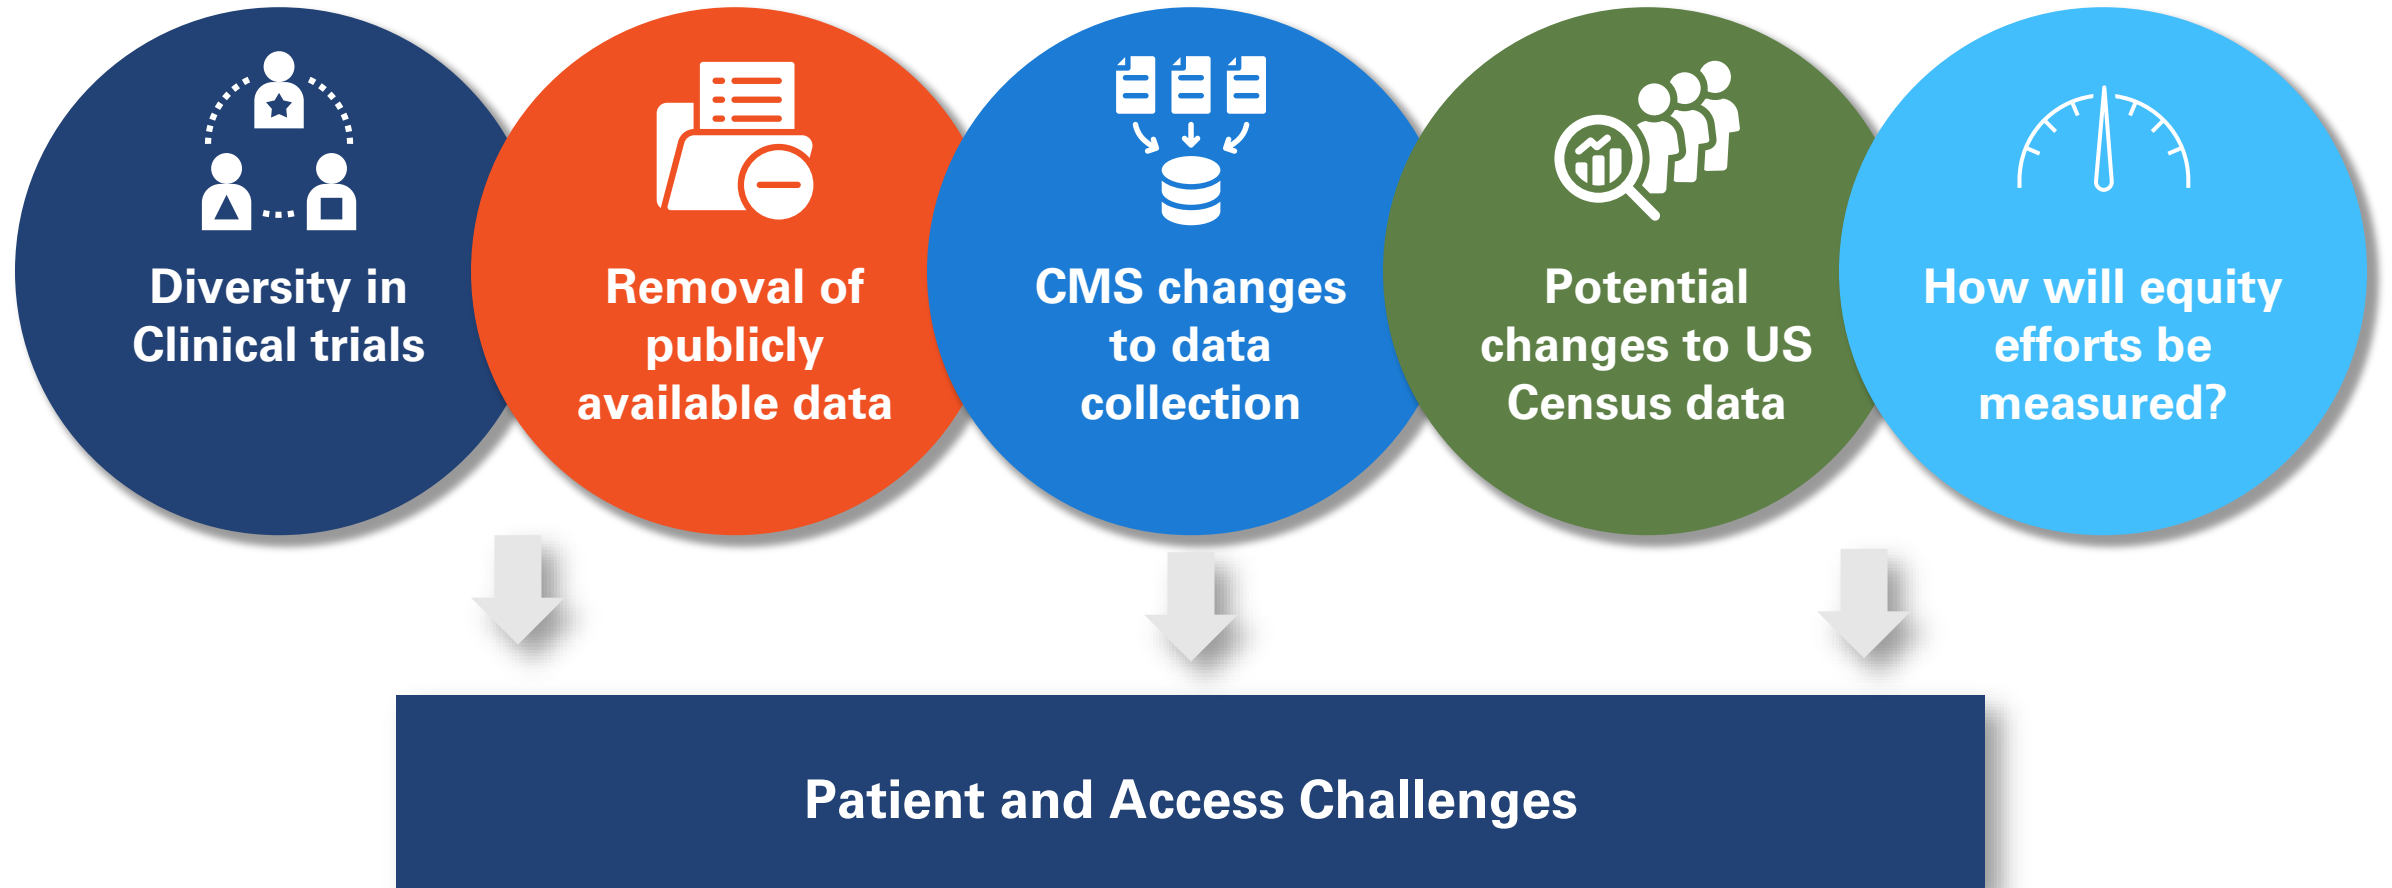 Diversity in
Clinical trials
Removal of
publicly
available data
CMS changes
to data
collection
Potential
changes to US
Census data
How will equity
efforts be
measured?
Patient and Access Challenges